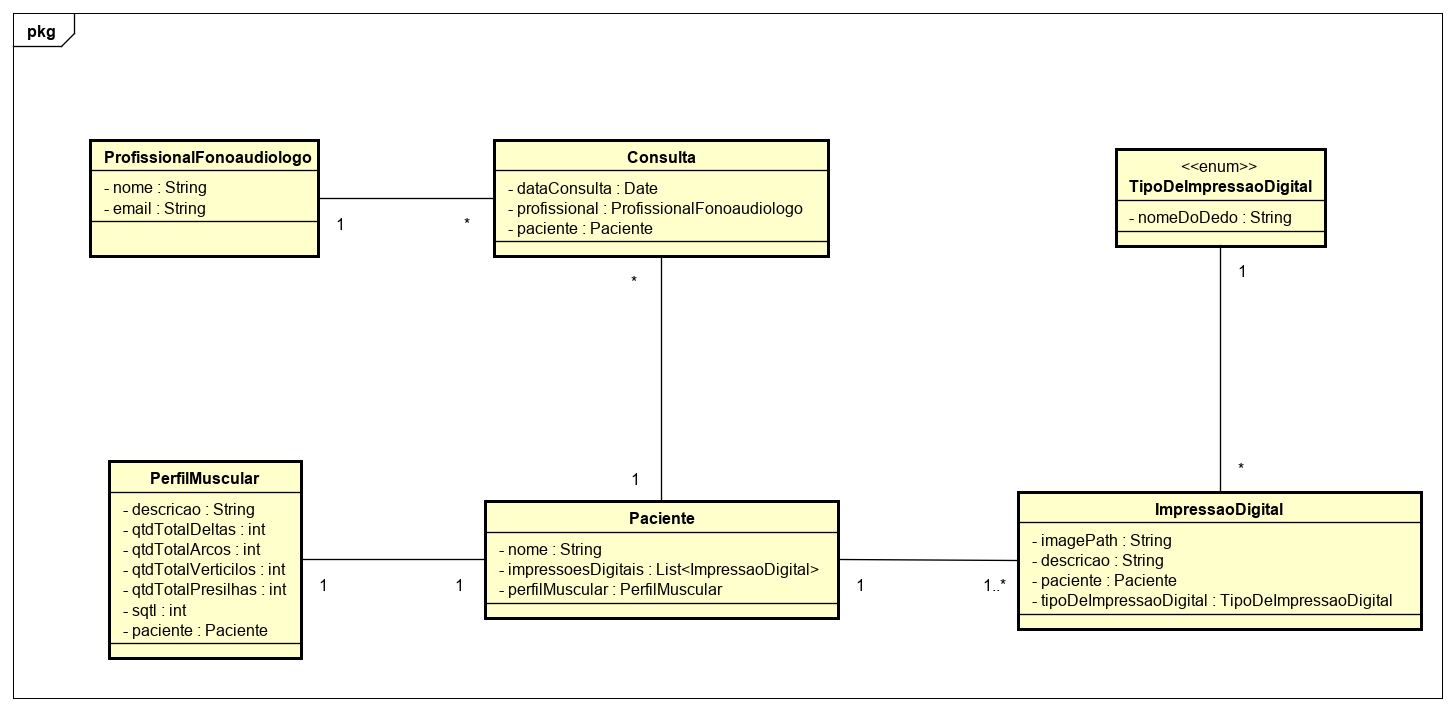 pkg
ProfissionalFonoaudiologo
- nome : String
- email : String
1
*
Consulta
- dataConsulta : Date
- profissional : ProfissionalFonoaudiologo
- paciente : Paciente
*
1
<<enum>>
TipoDeImpressaoDigital
- nomeDoDedo : String
1
*
PerfilMuscular
- descricao : String
- qtdTotalDeltas : int
- qtdTotalArcos : int
- qtdTotalVerticilos : int
- qtdTotalPresilhas : int
- sqtl : int
- paciente : Paciente
1
1
Paciente
- nome : String
- impressoesDigitais : List<ImpressaoDigital>
- perfilMuscular : PerfilMuscular
1
1..*
ImpressaoDigital
- imagePath : String
- descricao : String
- paciente : Paciente
- tipoDeImpressaoDigital : TipoDeImpressaoDigital